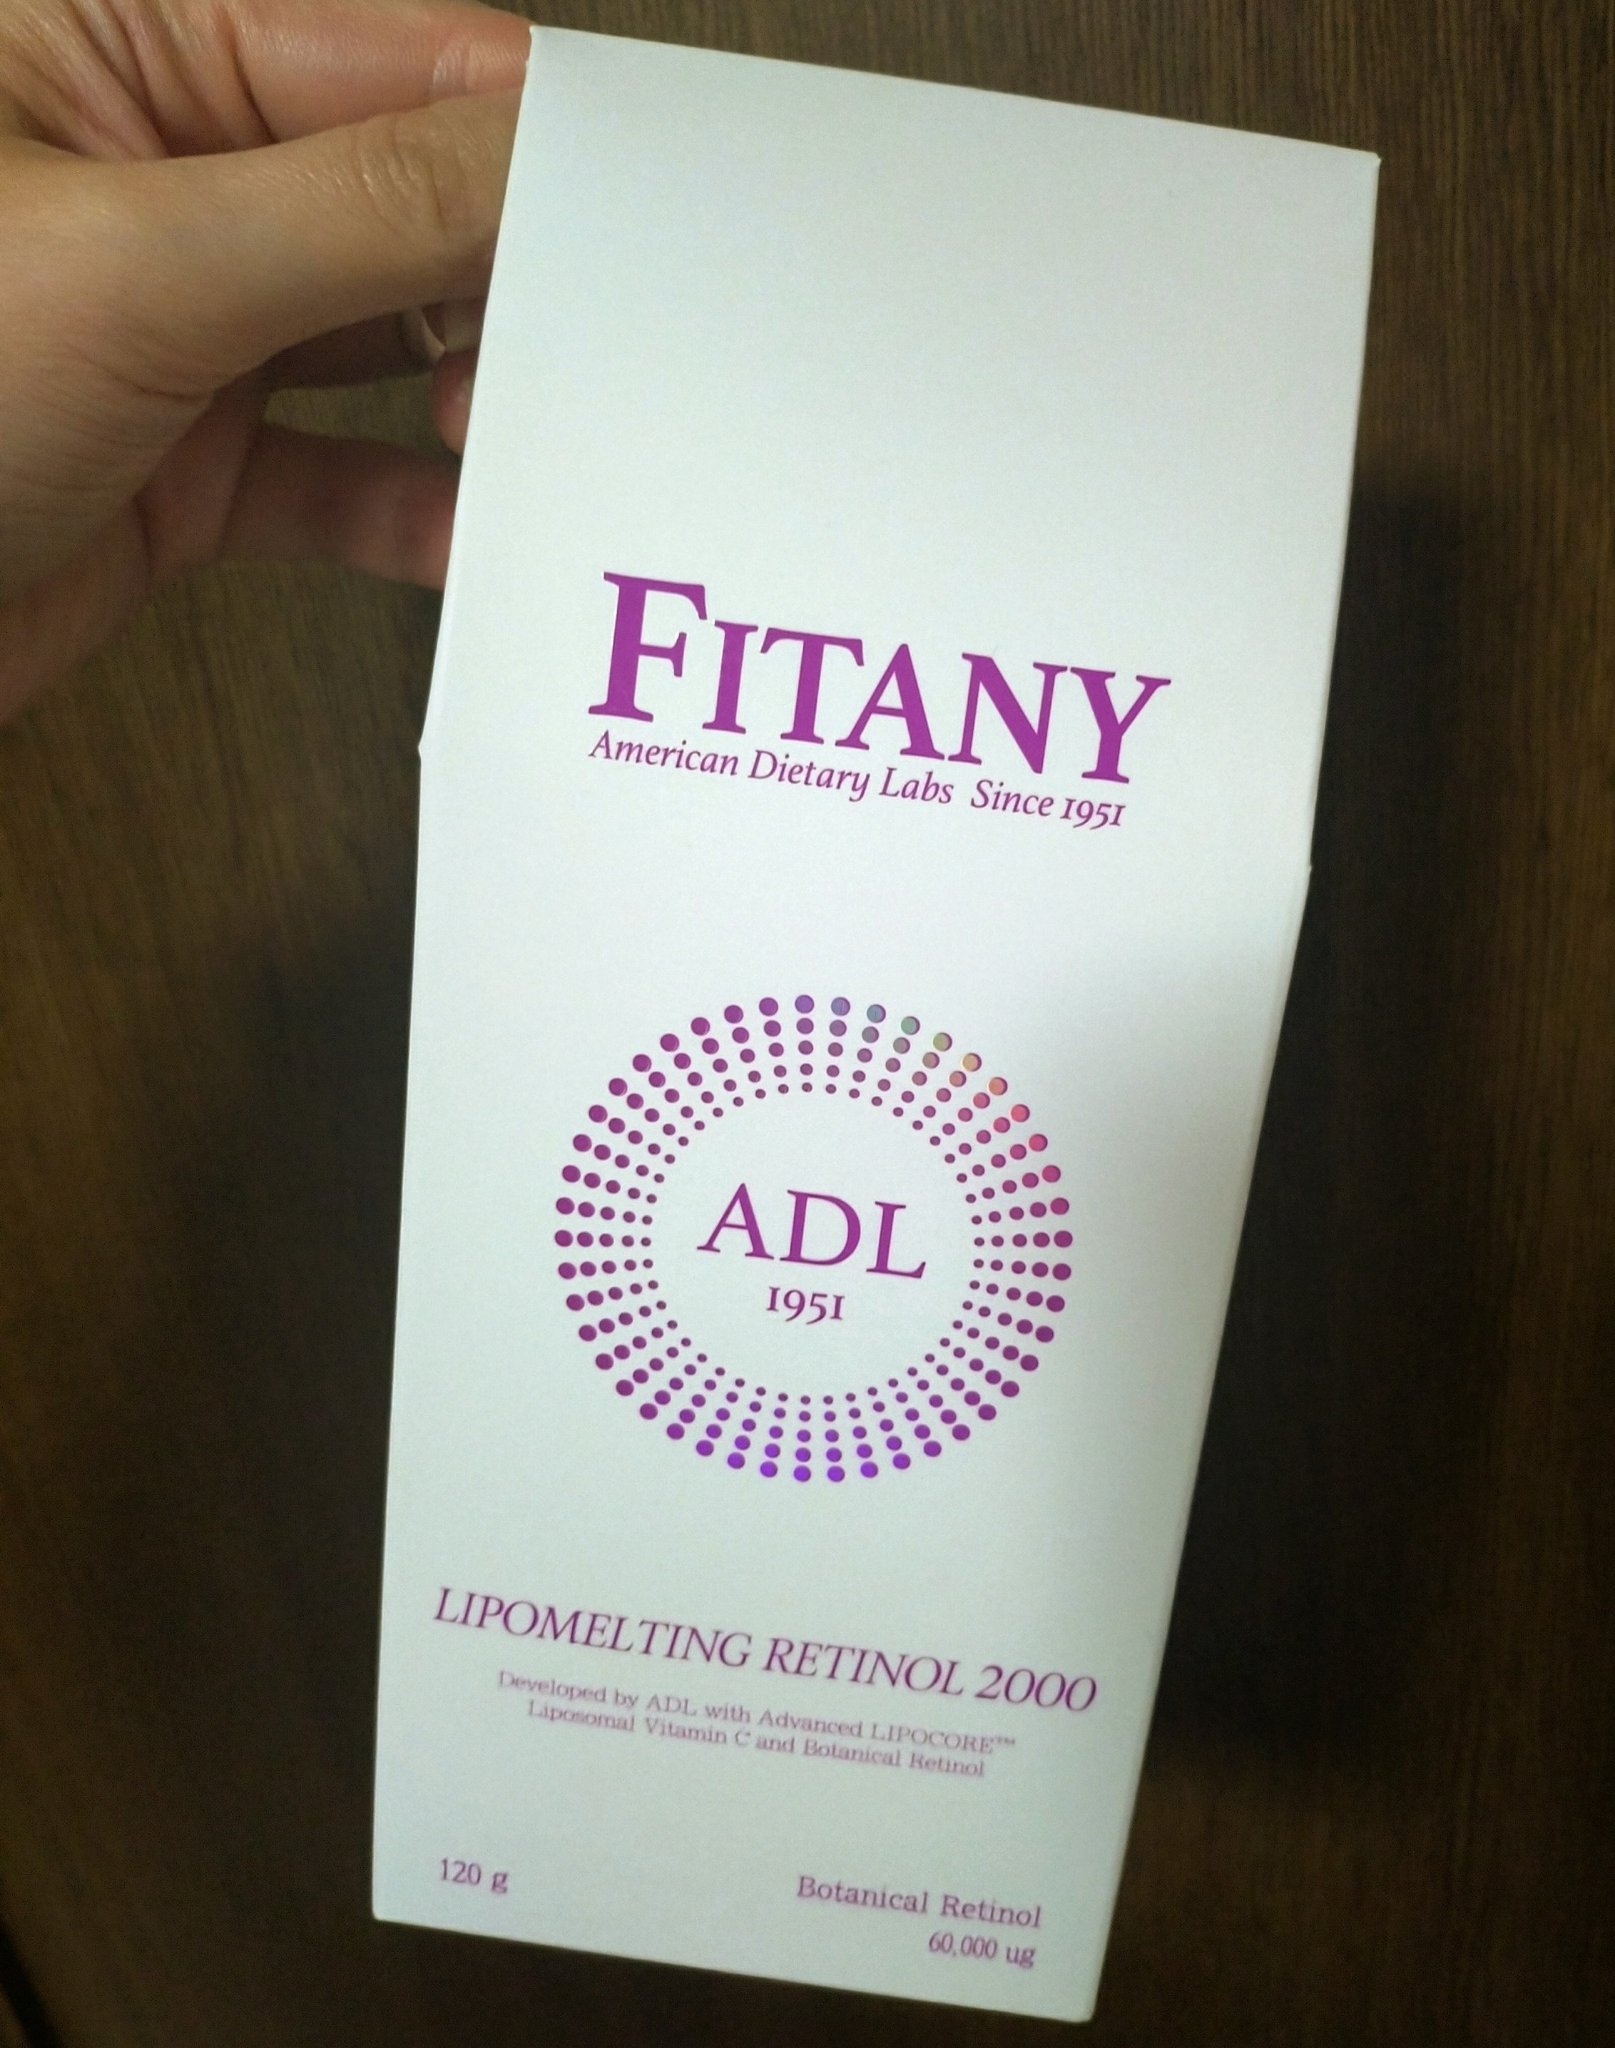 FITANY
American Dietary Labs Since 1951
ADL
1951
LIPOMELTING RETINOL 2000
Developed by ADL with Advanced LIPOCORE™
Liposomal Vitamin C and Botanical Retinol
120 g
Botanical Retinol
60,000 ug